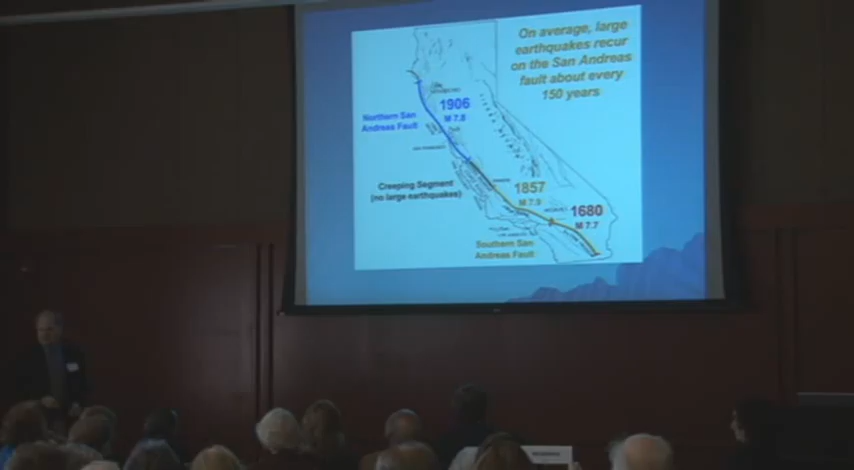 On average, large
earthquakes recur
on the San Andreas
fault about every
150 years
1906
M 7.8
Northern San
Andreas Fault
Creeping Segment
(no large earthquakes)
1857
M 7.9
1680
M 7.7
Southern San
Andreas Fault